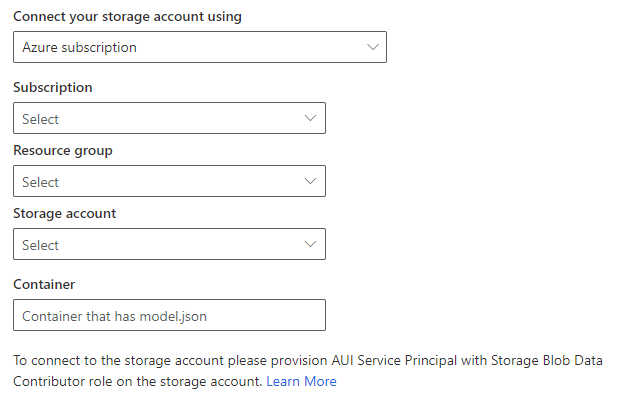 Connect your storage account using
Azure subscription
Subscription
Select
Resource group
Select
Storage account
Select
Container
Container that has model.json
To connect to the storage account please provision AUI Service Principal with Storage Blob Data
Contributor role on the storage account. Learn More